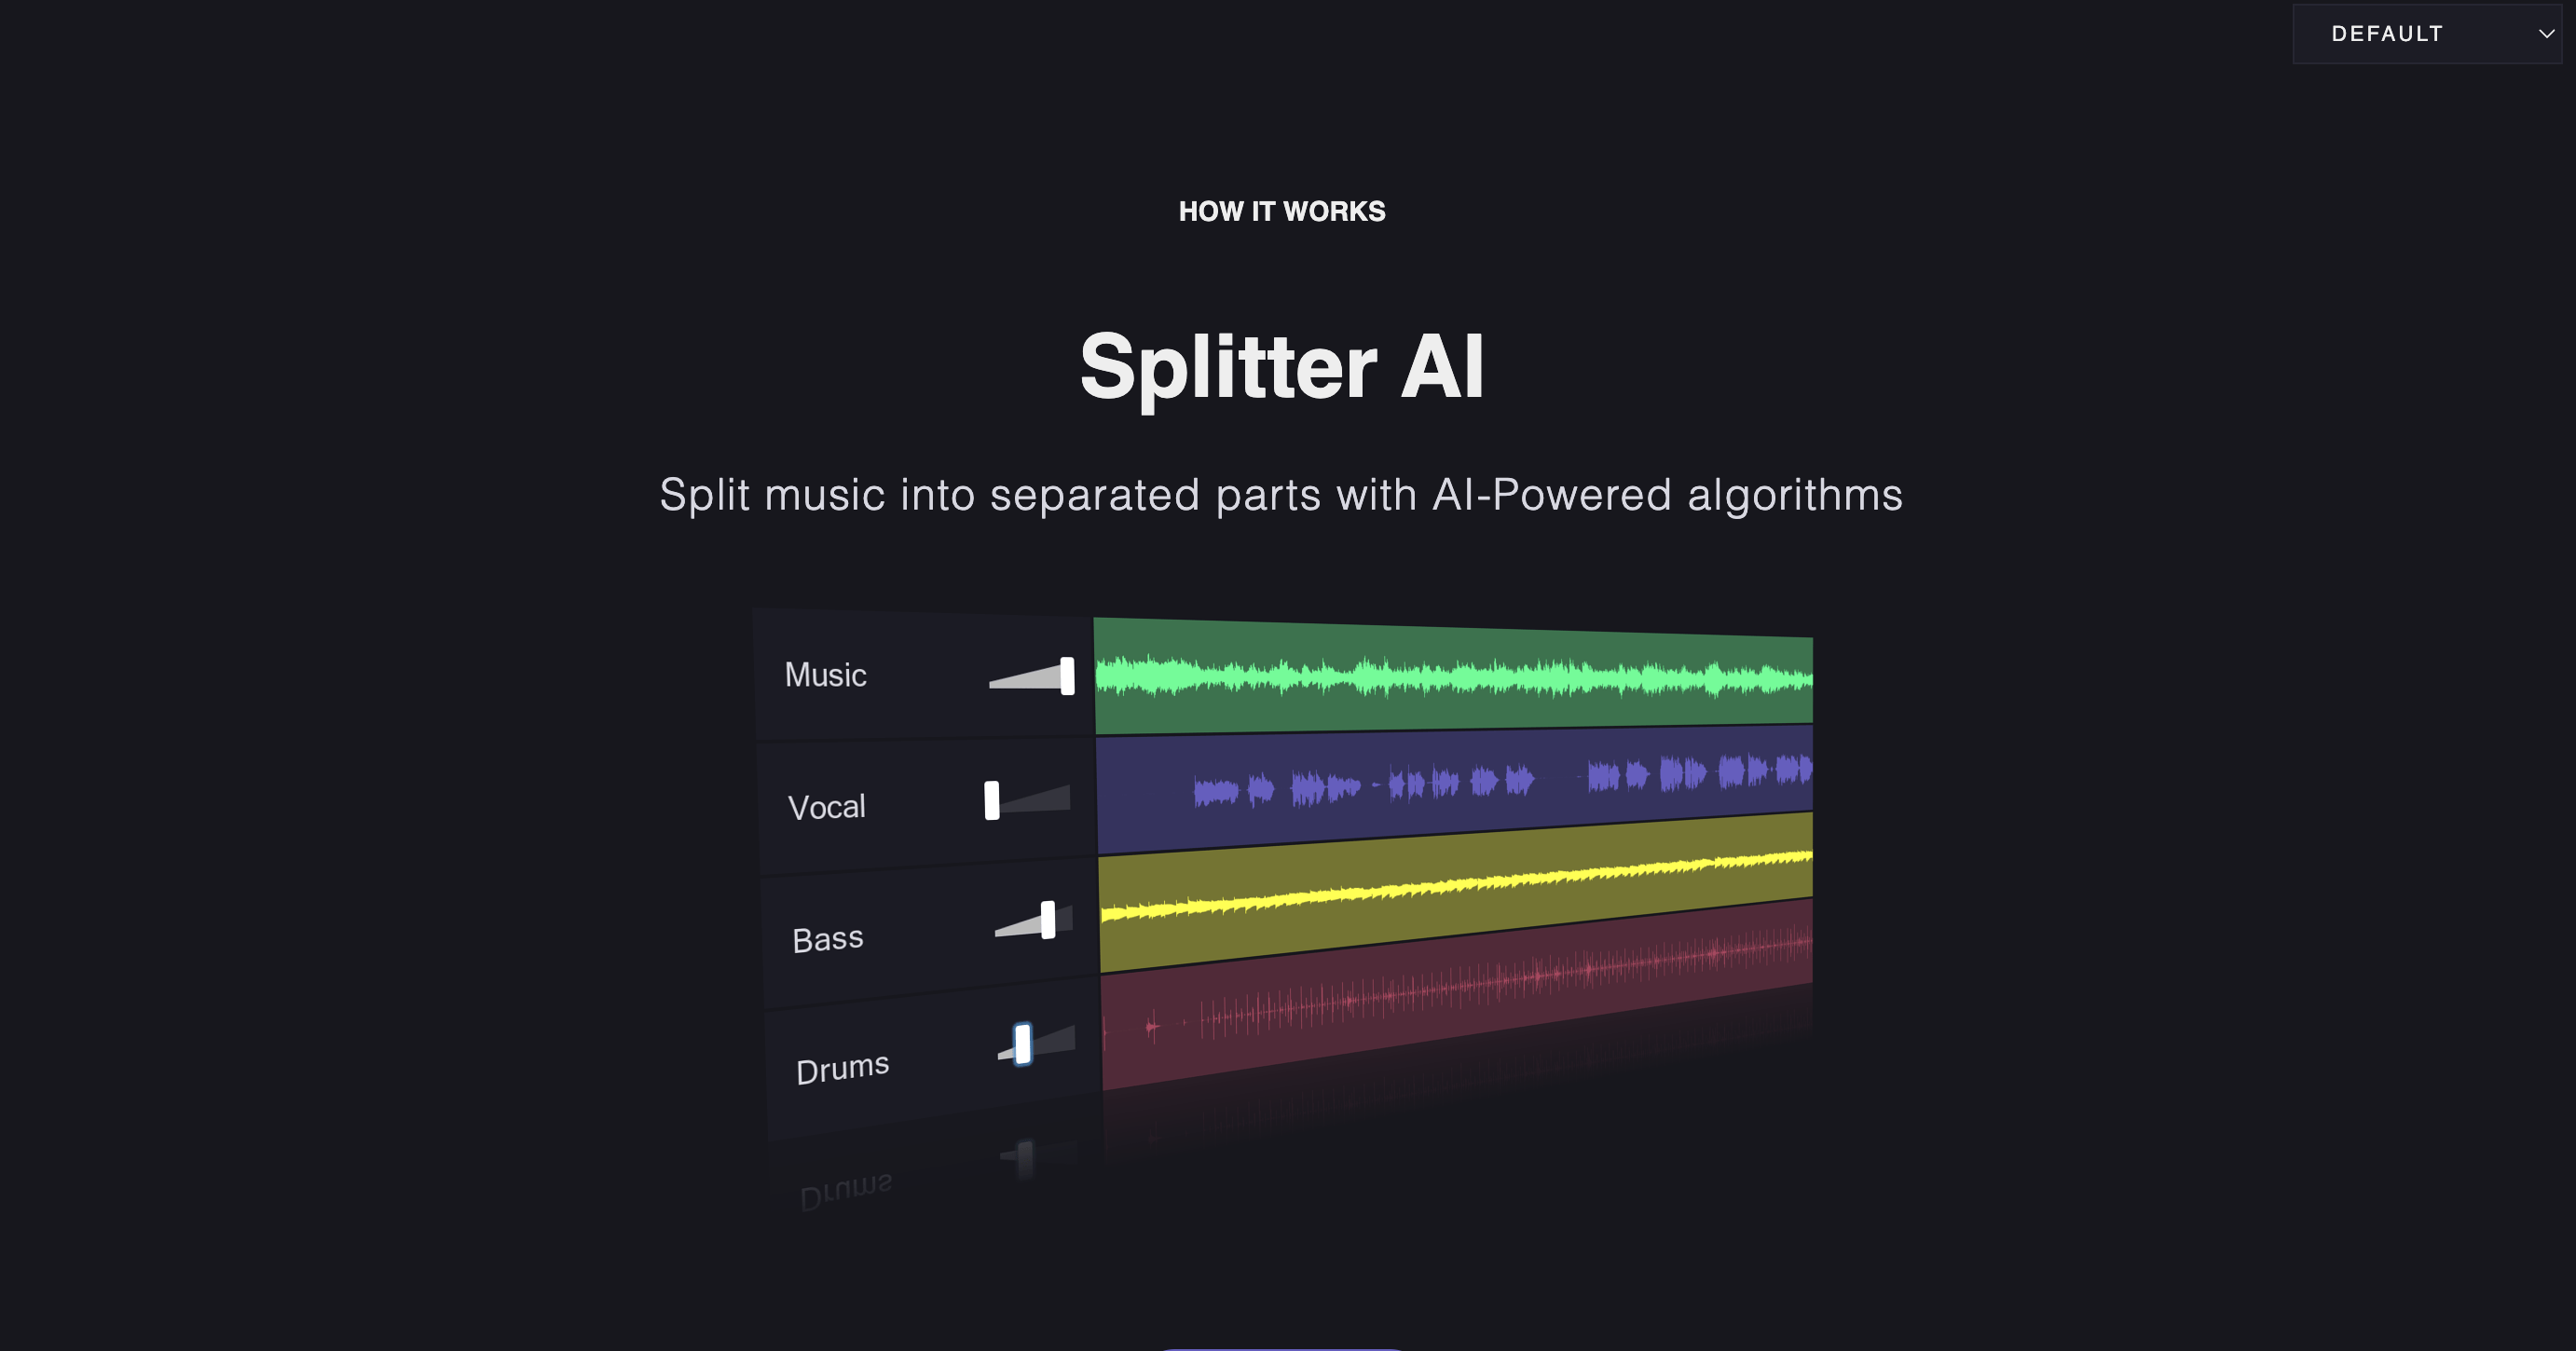 DEFAULT
HOW IT WORKS
Splitter AI
Split music into separated parts with AI-Powered algorithms
Music
Vocal
Bass
Drums
Drums